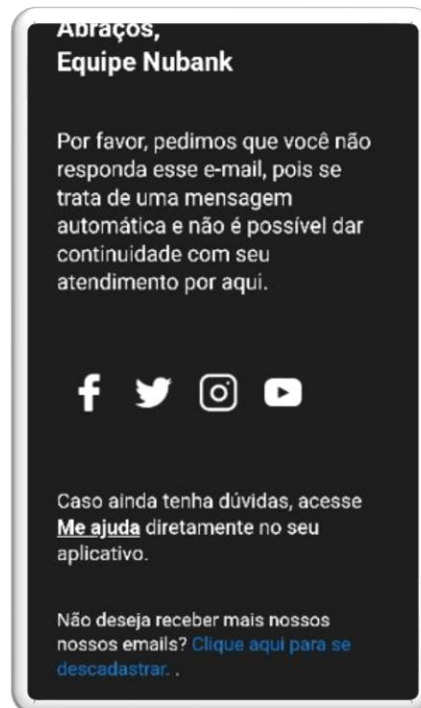 Abraços,
Equipe Nubank
Por favor, pedimos que você não
responda esse e-mail, pois se
trata de uma mensagem
automática e não é possível dar
continuidade com seu
atendimento por aqui.
Caso ainda tenha dúvidas, acesse
Me ajuda diretamente no seu
aplicativo.
Não deseja receber mais nossos
nossos emails? Clique aqui para se
descadastrar. .